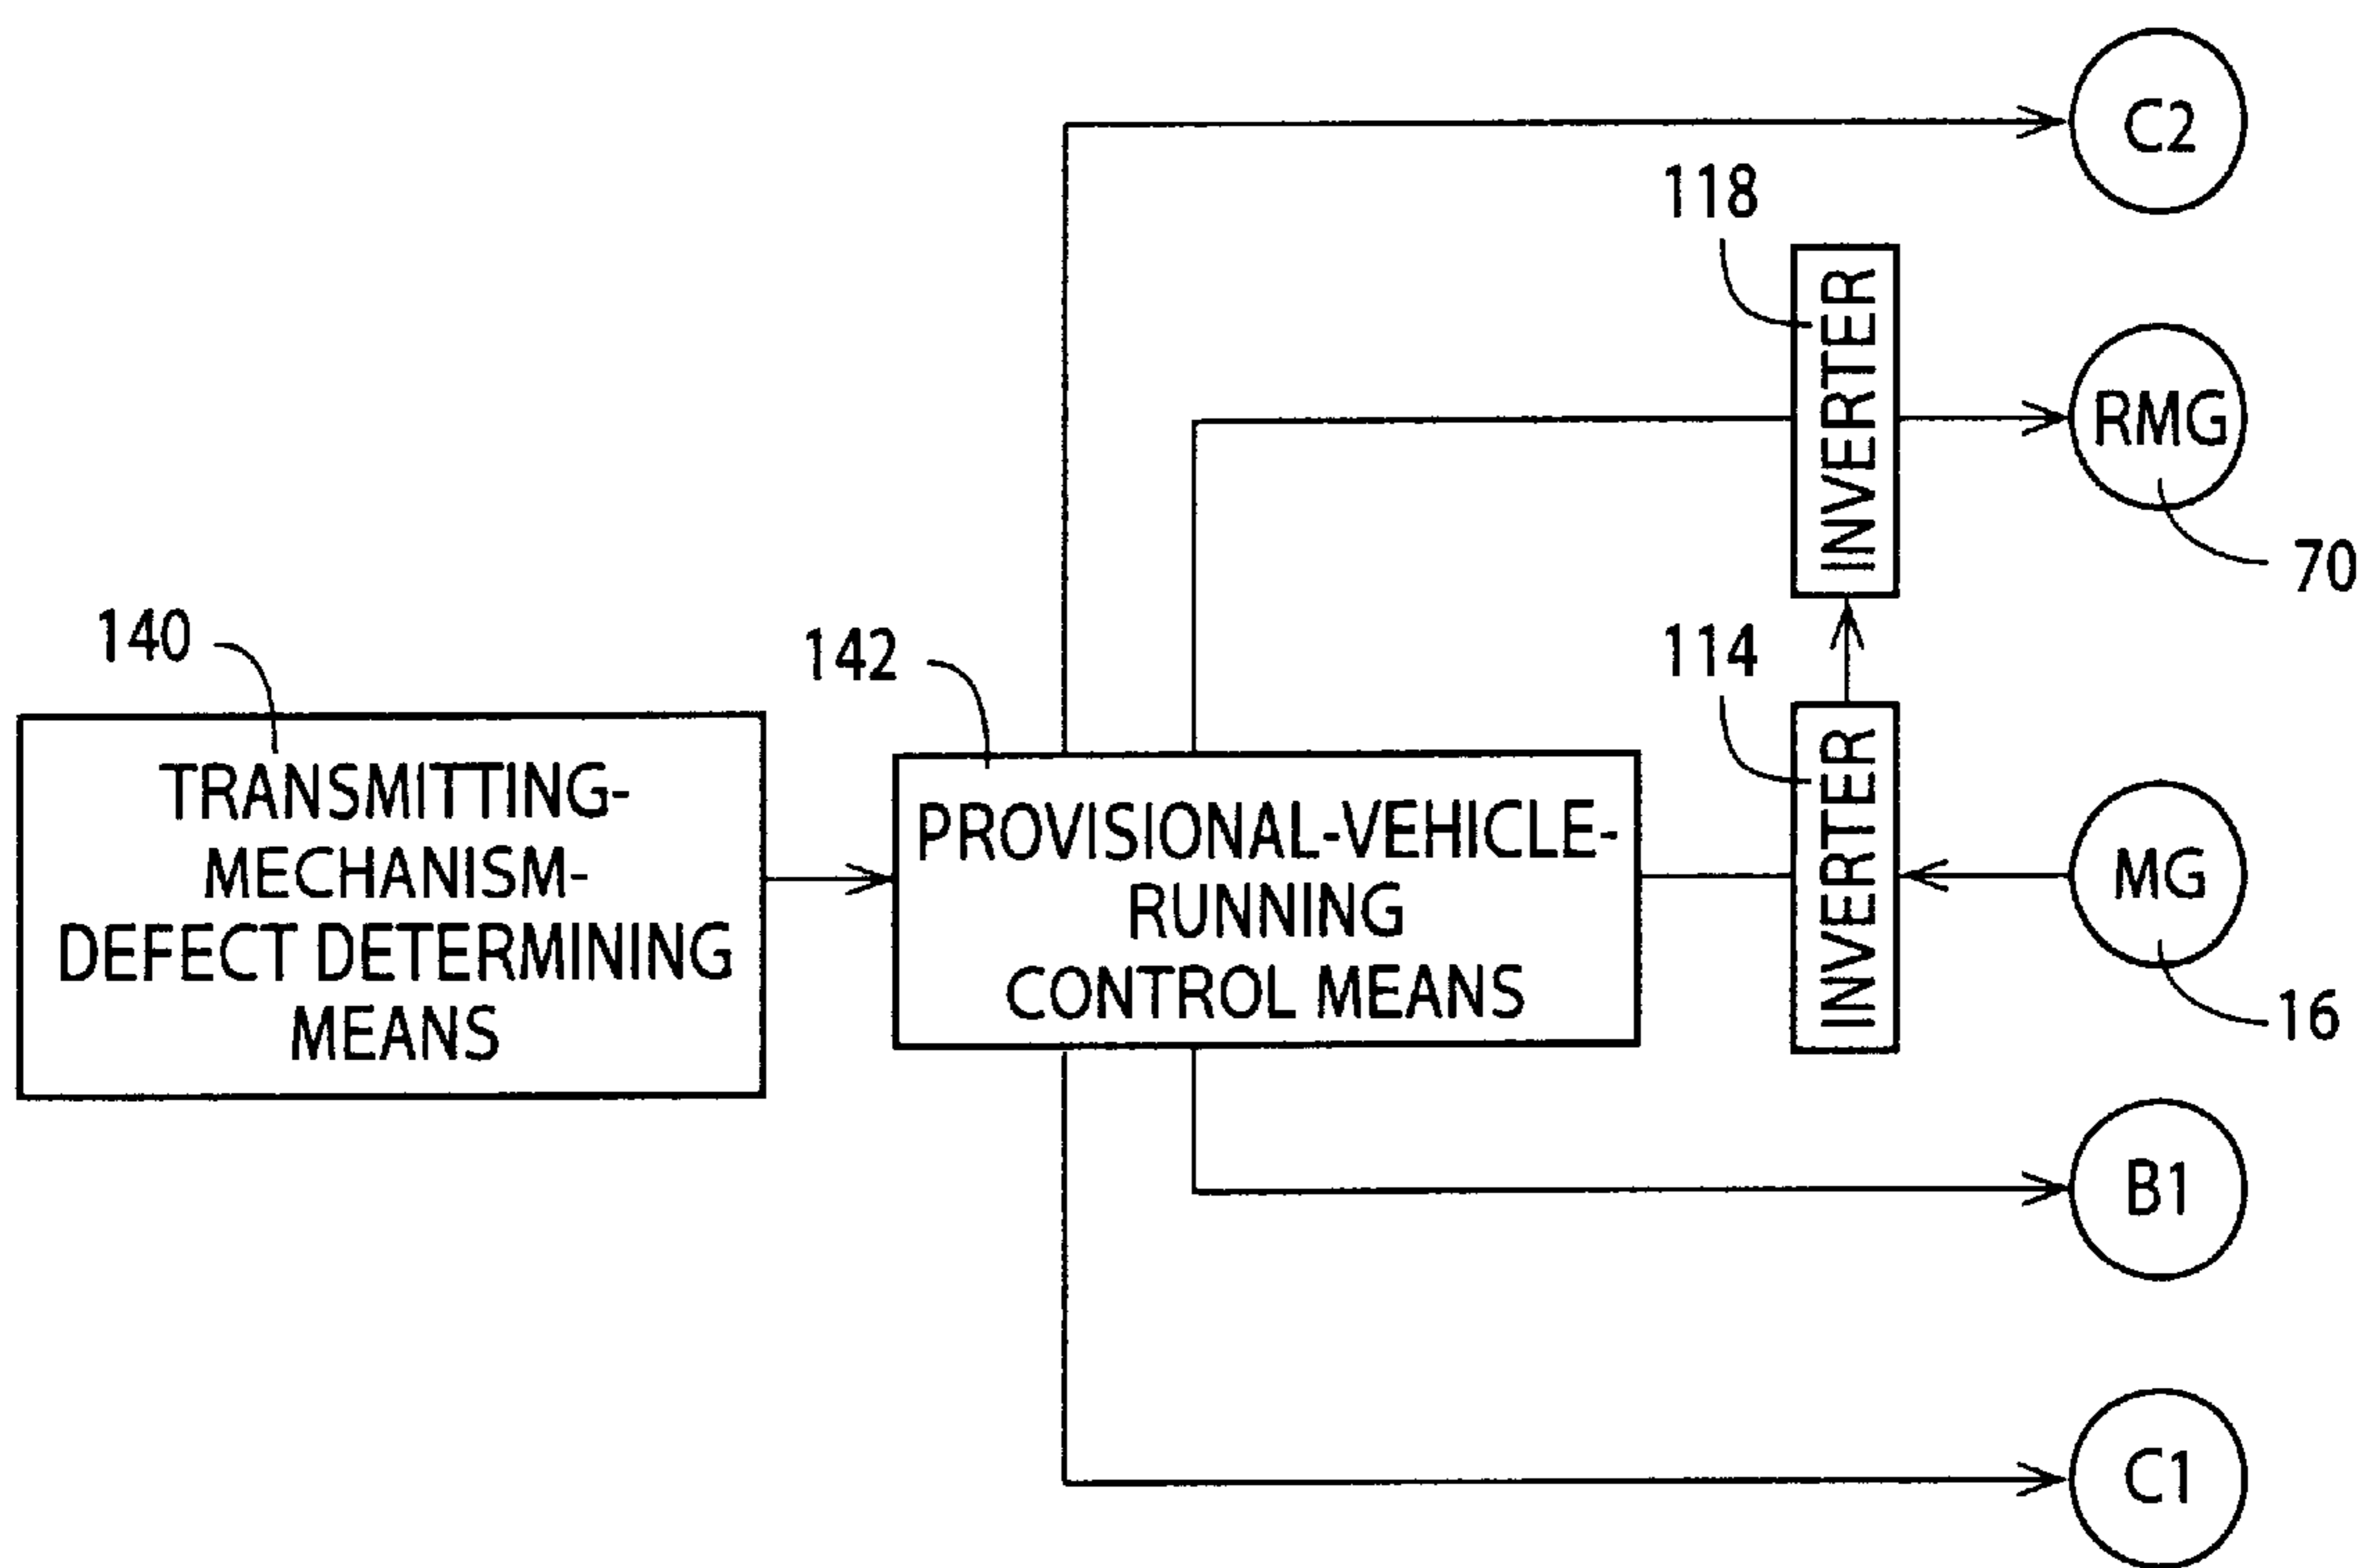 C2
118
INVERTER
RMG
70
140
142
114
TRANSMITTING-
MECHANISM-
DEFECT DETERMINING
MEANS
PROVISIONAL-VEHICLE-
RUNNING
CONTROL MEANS
INVERTER
MG
16
B1
C1